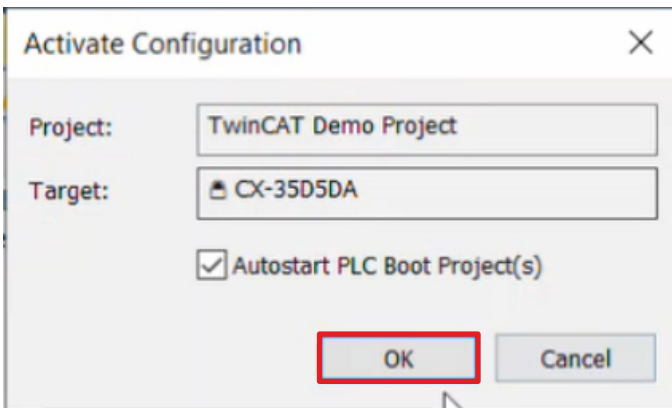 Activate Configuration
Project: TwinCAT Demo Project
Target: CX-35D5DA
Autostart PLC Boot Project(s)
OK Cancel